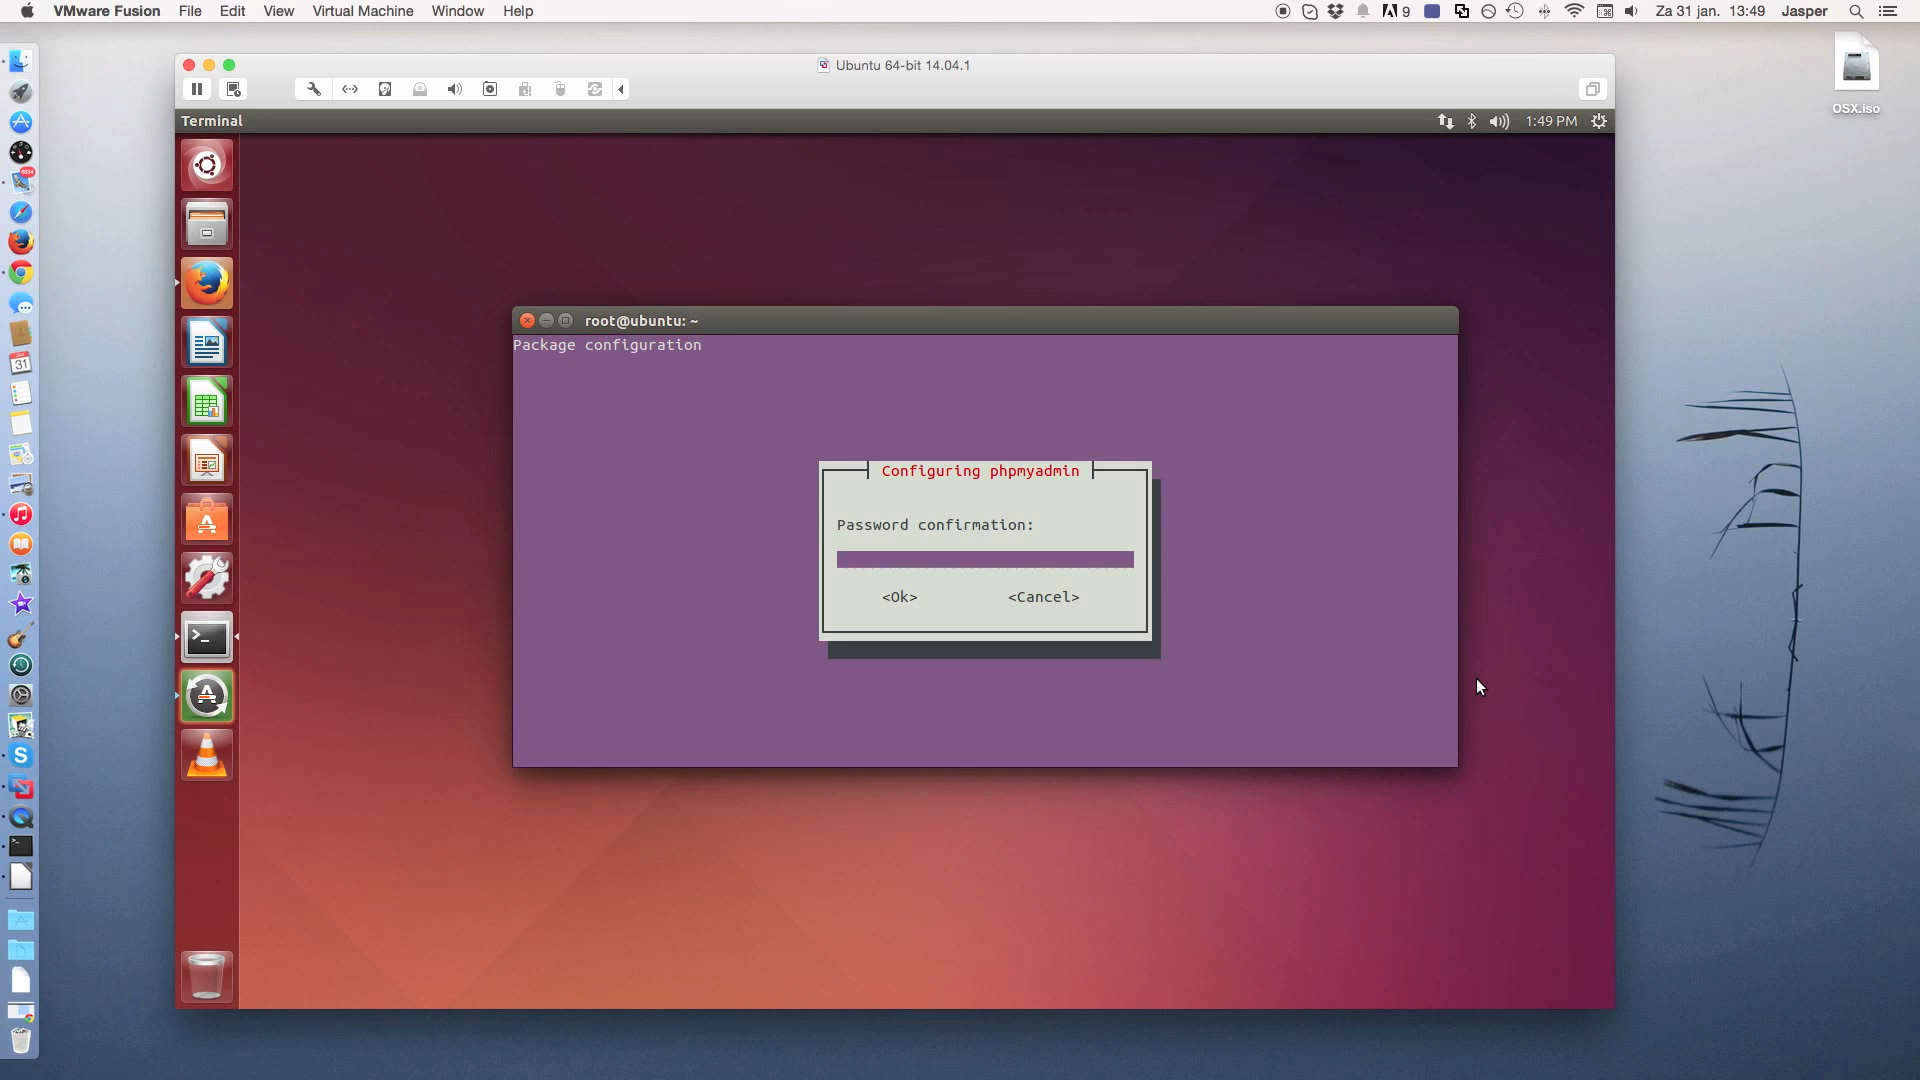 VMware Fusion File Edit View Virtual Machine Window Help
9 Za 31 jan. 13:49 Jasper
Ubuntu 64-bit 14.04.1
OSX.iso
Terminal
1:49 PM
root@ubuntu: ~
Package configuration
Configuring phpmyadmin
Password confirmation:
<Ok> <Cancel>
31